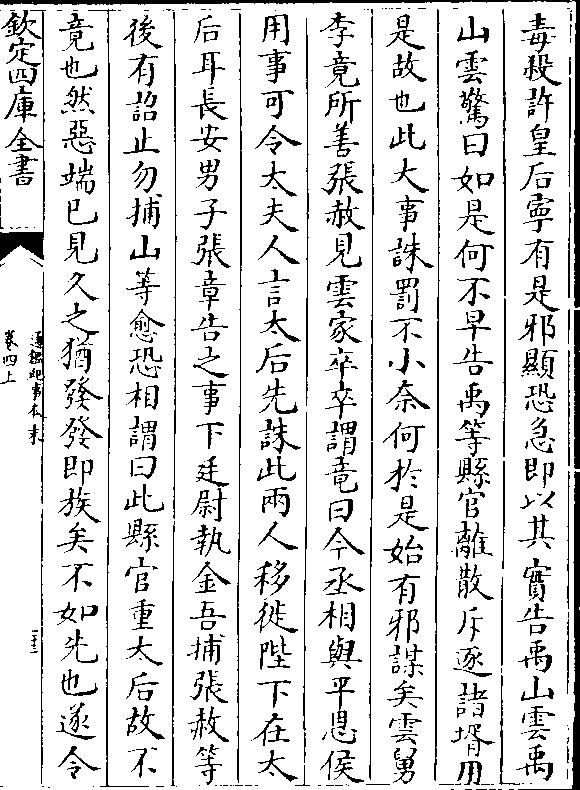 毒殺許皇后寧有是邪顯恐急即以其實告禹山雲禹
山雲驚曰如是何不早告禹等縣官離散斥逐諸壻用
是故也此大事誅罰不小奈何於是始有邪謀矣雲舅
李竟所善張赦見雲家卒卒謂竟曰今丞相與平恩侯
用事可令太夫人言太后先誅此兩人移徙陛下在太
后耳長安男子張章告之事下廷尉執金吾捕張赦等
後有詔止勿捕山等愈恐相謂曰此縣官重太后故不
竟也然惡端已見久之猶發發即族矣不如先也遂令
欽定四庫全書
通鑑紀事本末
卷四上